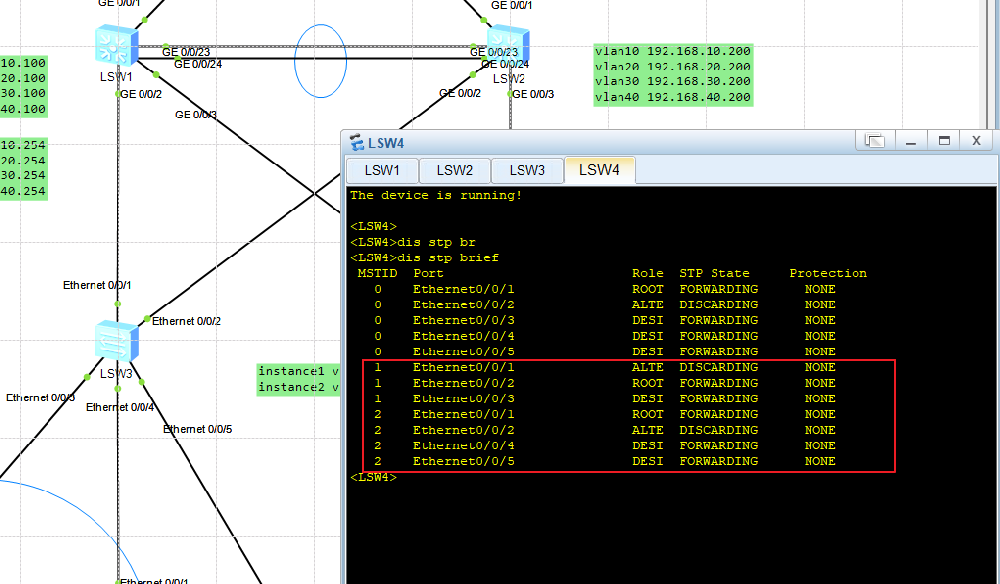 GE 0/0/1
GE 0/0/1
GE 0/0/23
GE 0/0/24
GE 0/0/23
GE 0/0/24
LSW1
LSW2
GE 0/0/2
GE 0/0/3
GE 0/0/2
GE 0/0/3
10.100
20.100
30.100
40.100
vlan10 192.168.10.200
vlan20 192.168.20.200
vlan30 192.168.30.200
vlan40 192.168.40.200
10.254
20.254
30.254
40.254
Ethernet 0/0/1
Ethernet 0/0/2
LSW3
Ethernet 0/0/3
Ethernet 0/0/4
Ethernet 0/0/5
instance1 v
instance2 v
Ethernet 0/0/1
LSW4
LSW1 LSW2 LSW3 LSW4
The device is running!
<LSW4>
<LSW4>dis stp br
<LSW4>dis stp brief
MSTID Port Role STP State Protection
0 Ethernet0/0/1 ROOT FORWARDING NONE
0 Ethernet0/0/2 ALTE DISCARDING NONE
0 Ethernet0/0/3 DESI FORWARDING NONE
0 Ethernet0/0/4 DESI FORWARDING NONE
0 Ethernet0/0/5 DESI FORWARDING NONE
1 Ethernet0/0/1 ALTE DISCARDING NONE
1 Ethernet0/0/2 ROOT FORWARDING NONE
1 Ethernet0/0/3 DESI FORWARDING NONE
2 Ethernet0/0/1 ROOT FORWARDING NONE
2 Ethernet0/0/2 ALTE DISCARDING NONE
2 Ethernet0/0/4 DESI FORWARDING NONE
2 Ethernet0/0/5 DESI FORWARDING NONE
<LSW4>